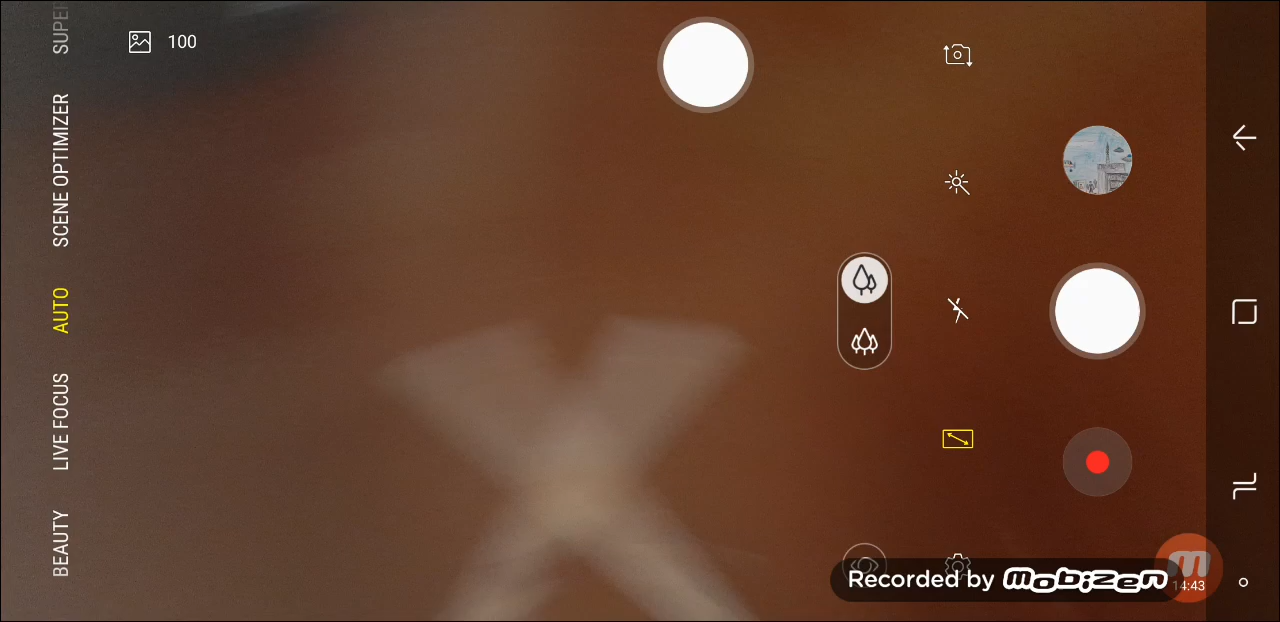 SUPER
SCENE OPTIMIZER
AUTO
LIVE FOCUS
BEAUTY
100
Recorded by mobizen
14:43